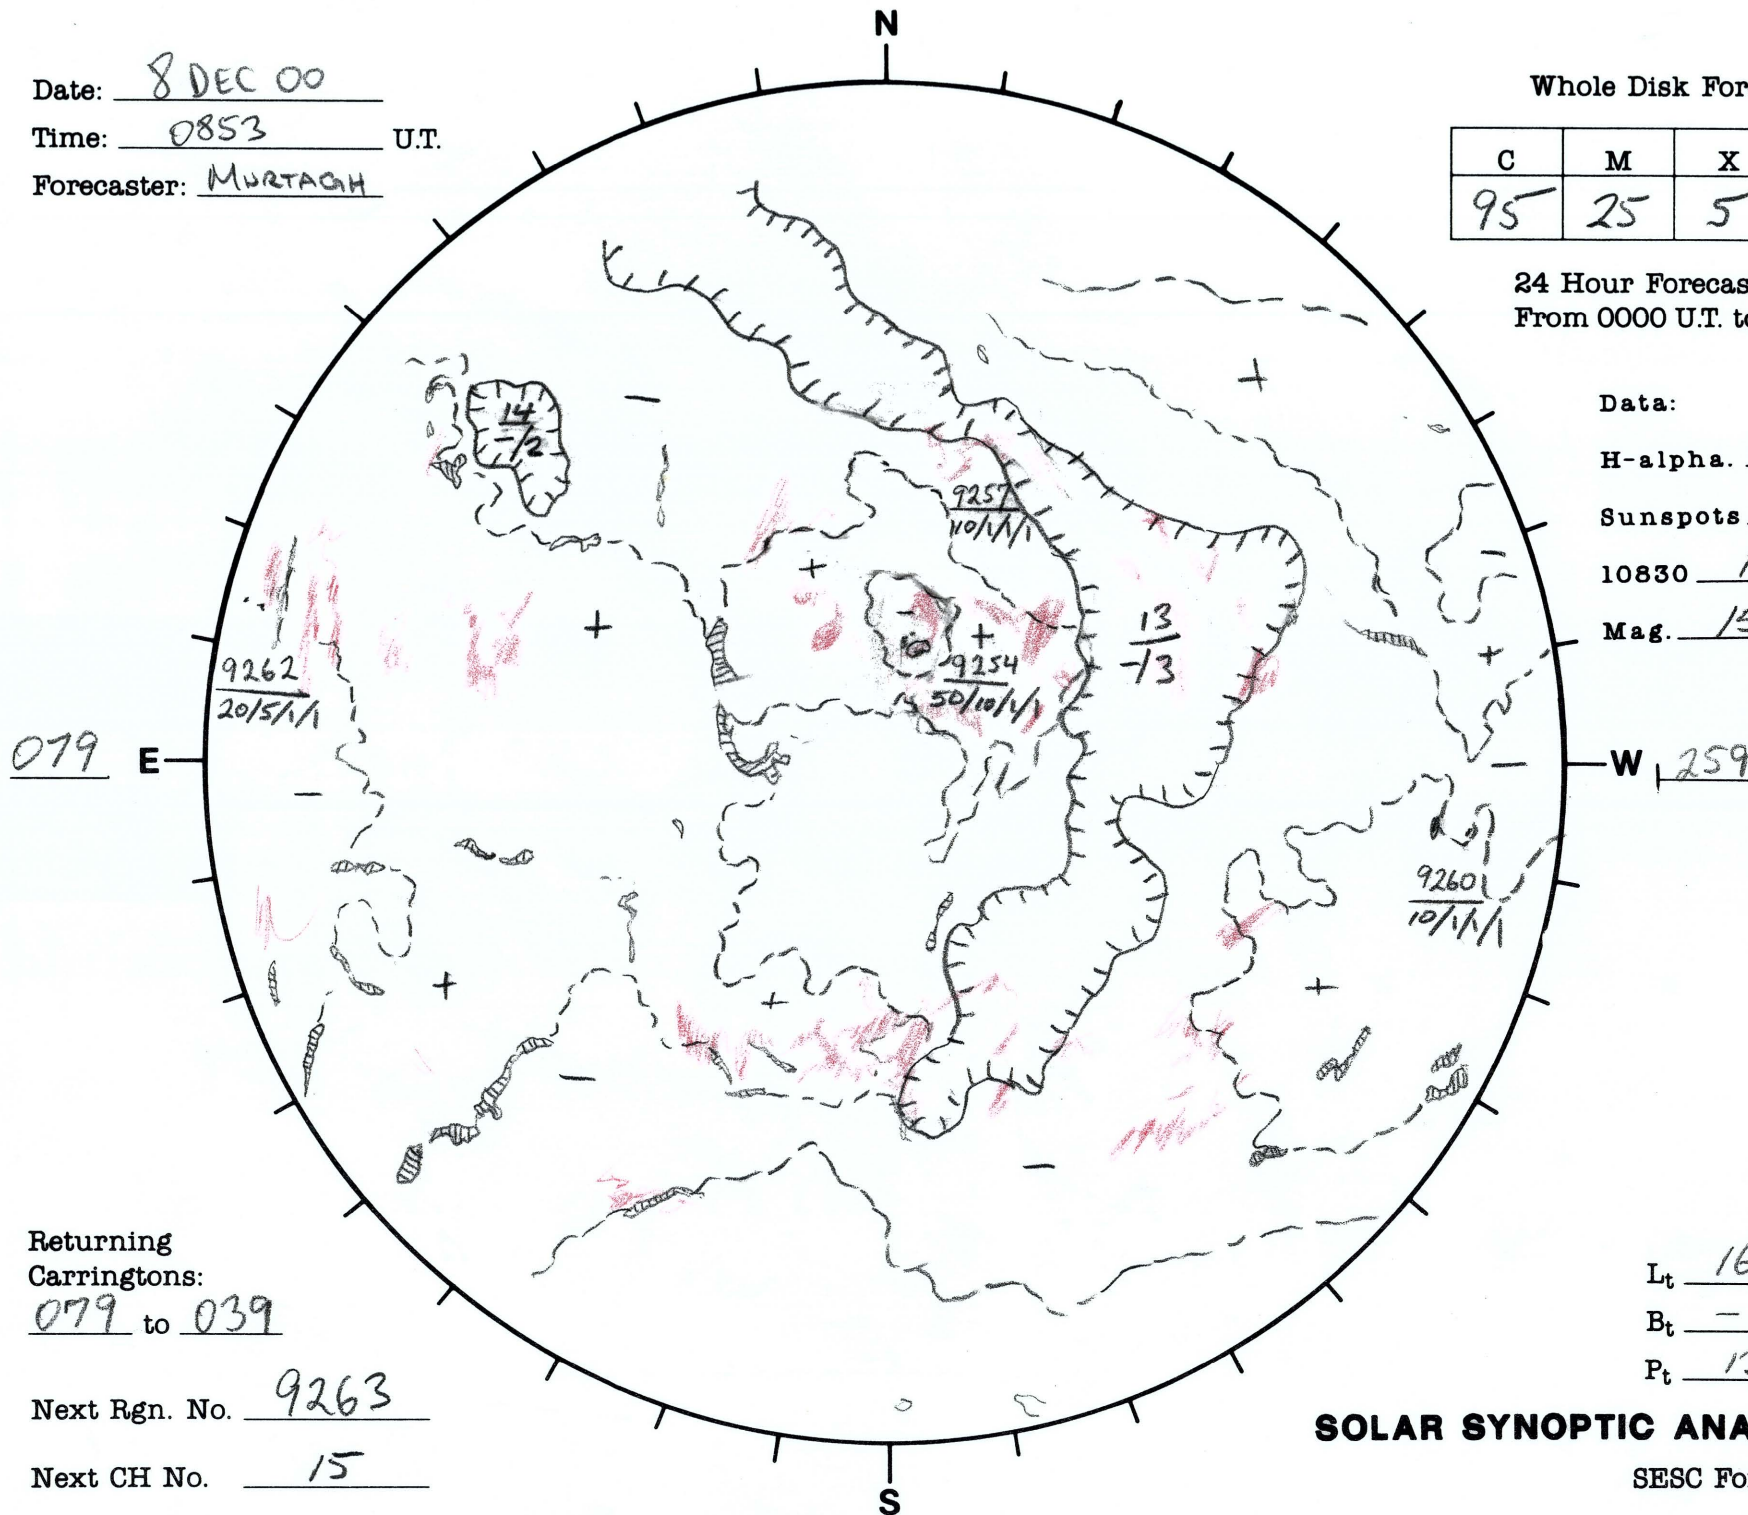 N
Date: 8 DEC 00
Time: 0853 U.T.
Forecaster: MURTAGH
Whole Disk For
C M X
95 25 5
24 Hour Forecas
From 0000 U.T. to
Data:
H-alpha.
Sunspots
10830
Mag. 15
14
-/2
9257
10/1/1/1
+
-
13
-/3
9254
50/10/1/1
9262
20/5/1/1
079 E
W 259
9260
10/1/1/1
Returning
Carringtons:
079 to 039
Next Rgn. No. 9263
Next CH No. 15
Lt 16
Bt -
Pt
SOLAR SYNOPTIC ANA
SESC Fo
S